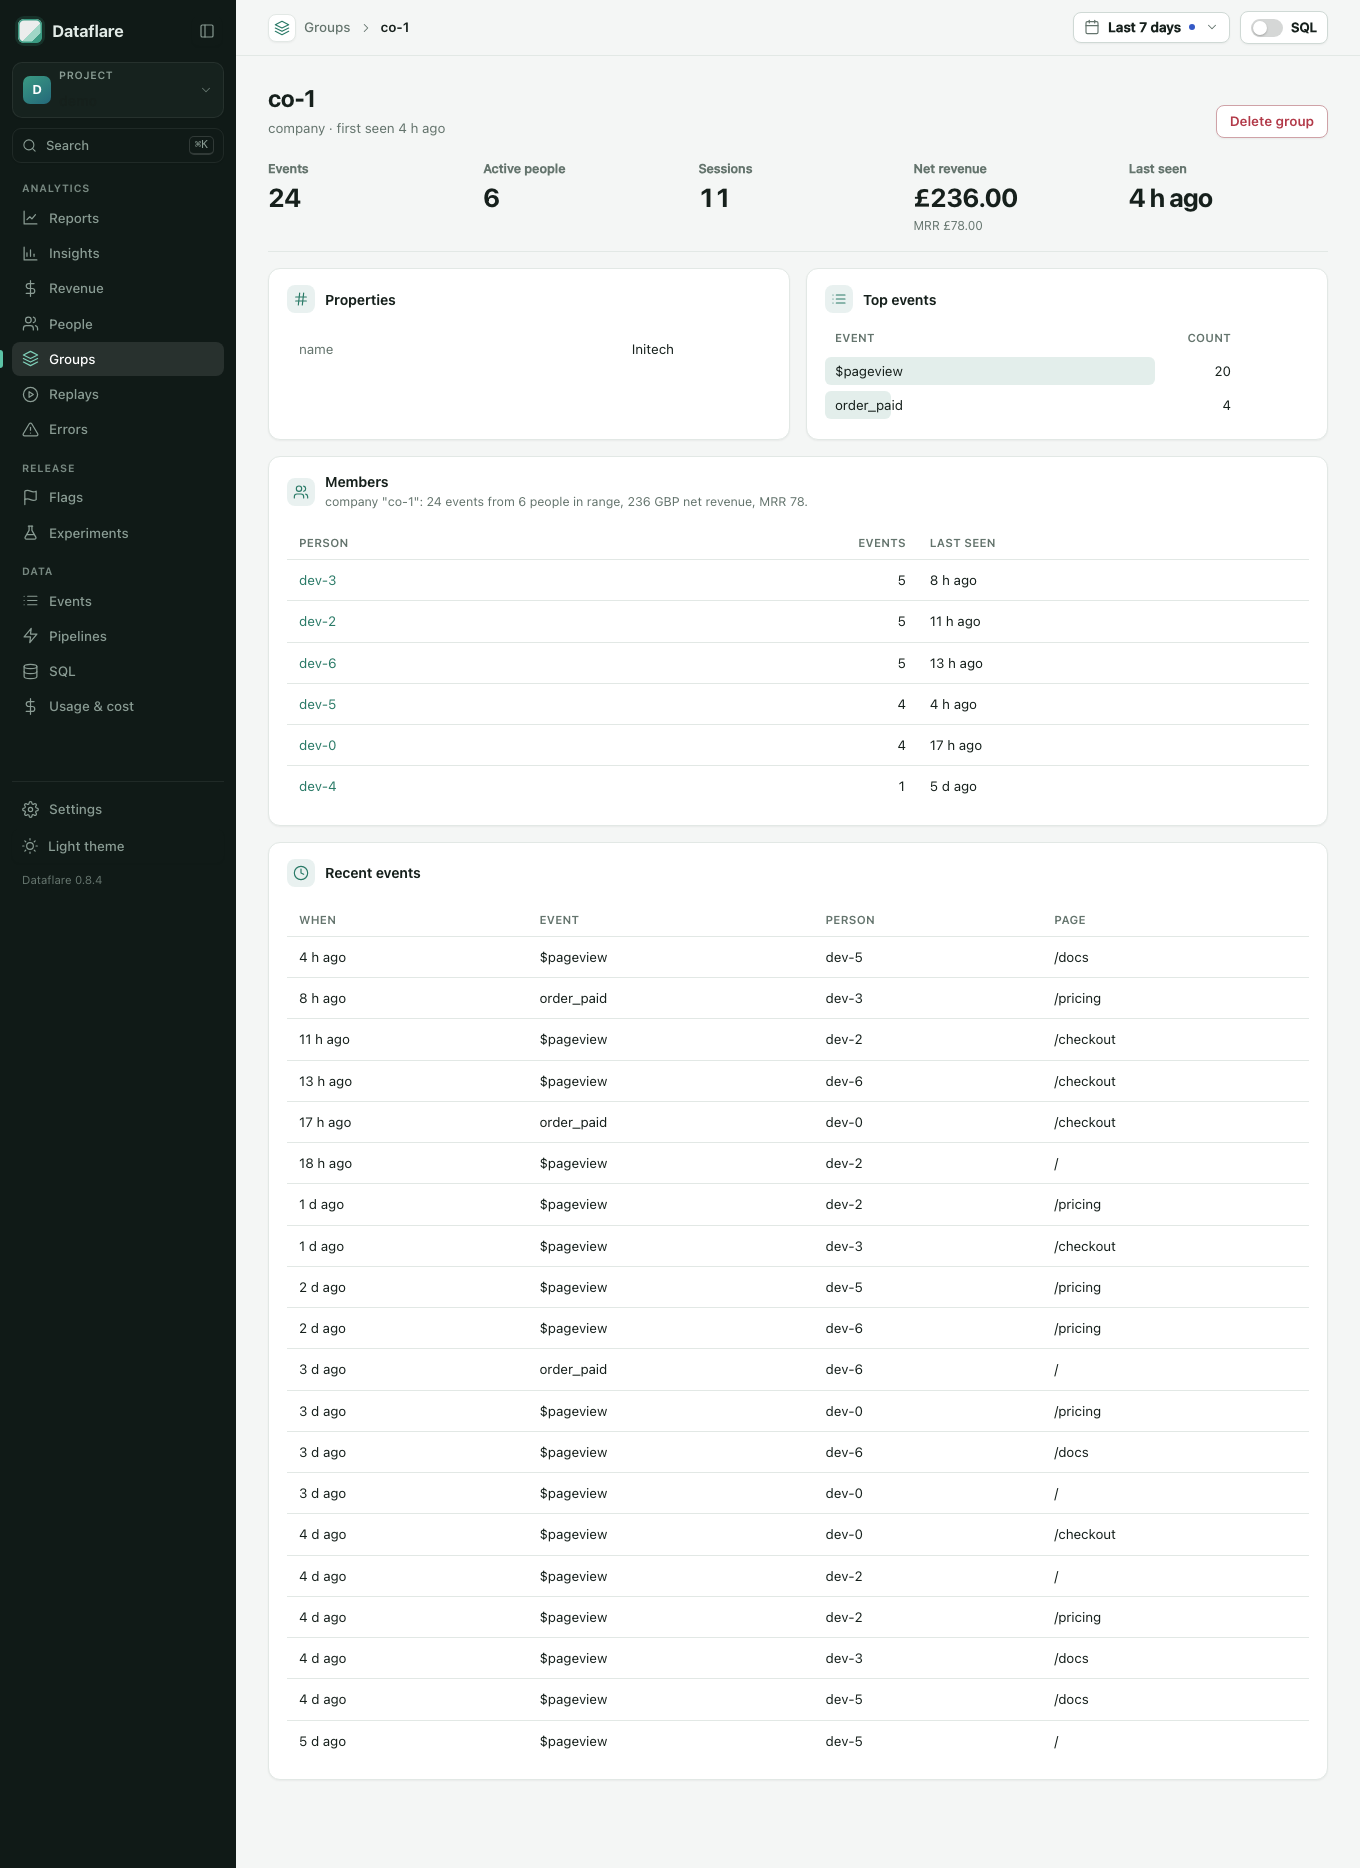 Dataflare
PROJECT
D
Search ⌘K
ANALYTICS
Reports
Insights
Revenue
People
Groups
Replays
Errors
RELEASE
Flags
Experiments
DATA
Events
Pipelines
SQL
Usage & cost
Settings
Light theme
Dataflare 0.8.4
Groups > co-1
Last 7 days
SQL
co-1
company · first seen 4 h ago
Delete group
Events Active people Sessions Net revenue Last seen
24 6 11 £236.00 4 h ago
MRR £78.00
Properties
name Initech
Top events
EVENT COUNT
$pageview 20
order_paid 4
Members
company "co-1": 24 events from 6 people in range, 236 GBP net revenue, MRR 78.
PERSON EVENTS LAST SEEN
dev-3 5 8 h ago
dev-2 5 11 h ago
dev-6 5 13 h ago
dev-5 4 4 h ago
dev-0 4 17 h ago
dev-4 1 5 d ago
Recent events
WHEN EVENT PERSON PAGE
4 h ago $pageview dev-5 /docs
8 h ago order_paid dev-3 /pricing
11 h ago $pageview dev-2 /checkout
13 h ago $pageview dev-6 /checkout
17 h ago order_paid dev-0 /checkout
18 h ago $pageview dev-2 /
1 d ago $pageview dev-2 /pricing
1 d ago $pageview dev-3 /checkout
2 d ago $pageview dev-5 /pricing
2 d ago $pageview dev-6 /pricing
3 d ago order_paid dev-6 /
3 d ago $pageview dev-0 /pricing
3 d ago $pageview dev-6 /docs
3 d ago $pageview dev-0 /
4 d ago $pageview dev-0 /checkout
4 d ago $pageview dev-2 /
4 d ago $pageview dev-2 /pricing
4 d ago $pageview dev-3 /docs
4 d ago $pageview dev-5 /docs
5 d ago $pageview dev-5 /